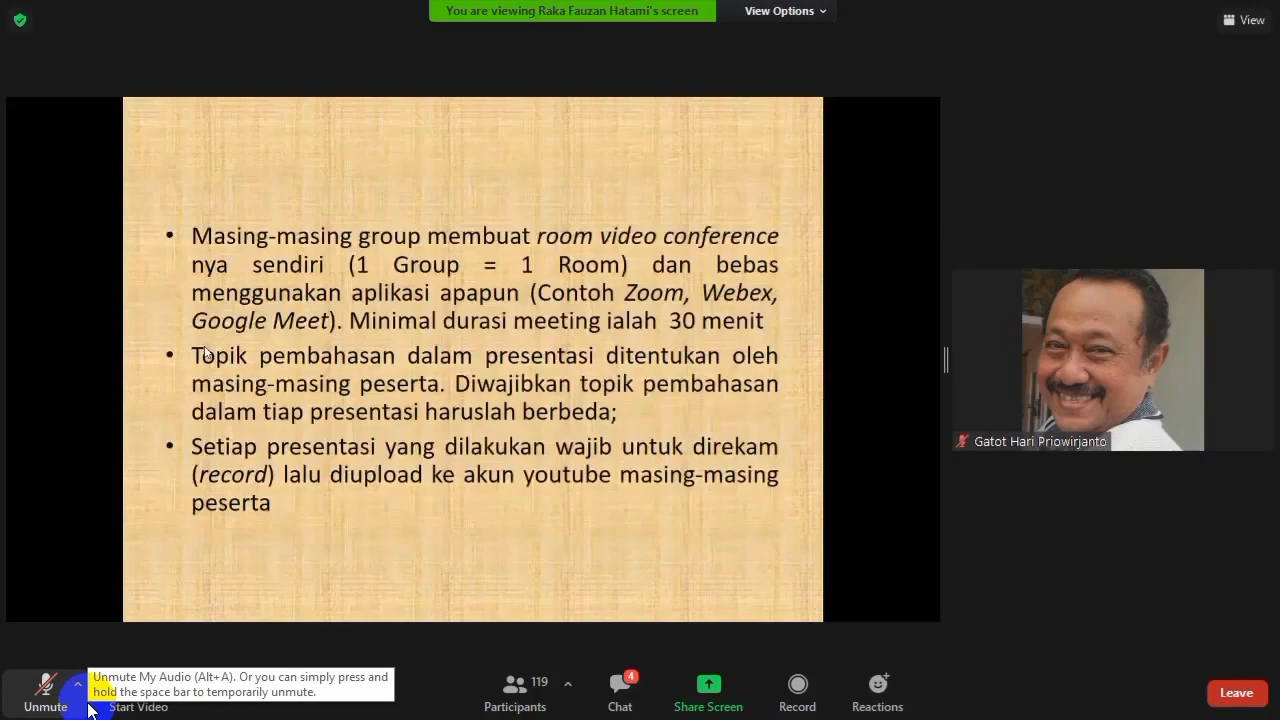 You are viewing Raka Fauzan Hatami's screen
View Options
View
• Masing-masing group membuat room video conference
nya sendiri (1 Group = 1 Room) dan bebas
menggunakan aplikasi apapun (Contoh Zoom, Webex,
Google Meet). Minimal durasi meeting ialah 30 menit
• Topik pembahasan dalam presentasi ditentukan oleh
masing-masing peserta. Diwajibkan topik pembahasan
dalam tiap presentasi haruslah berbeda;
• Setiap presentasi yang dilakukan wajib untuk direkam
(record) lalu diupload ke akun youtube masing-masing
peserta
Gatot Hari Priowirjanto
Unmute My Audio (Alt+A). Or you can simply press and
hold the space bar to temporarily unmute.
Unmute
Start Video
119
Participants
4
Chat
Share Screen
Record
Reactions
Leave